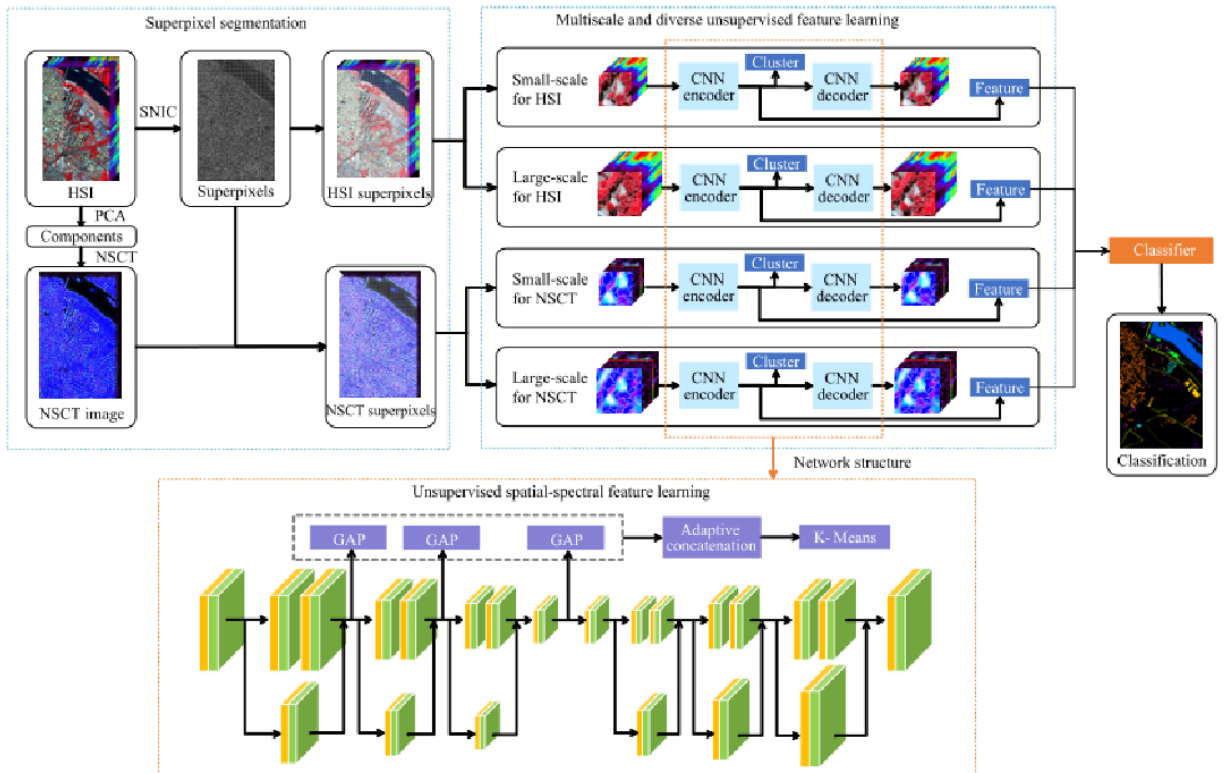 Superpixel segmentation
HSI
SNIC
Superpixels
HSI superpixels
PCA
Components
NSCT
NSCT image
NSCT superpixels
Multiscale and diverse unsupervised feature learning
Small-scale
for HSI
CNN
encoder
Cluster
CNN
decoder
Feature
Large-scale
for HSI
CNN
encoder
Cluster
CNN
decoder
Feature
Small-scale
for NSCT
CNN
encoder
Cluster
CNN
decoder
Feature
Large-scale
for NSCT
CNN
encoder
Cluster
CNN
decoder
Feature
Classifier
Classification
Network structure
Unsupervised spatial-spectral feature learning
GAP
GAP
GAP
Adaptive
concatenation
K- Means